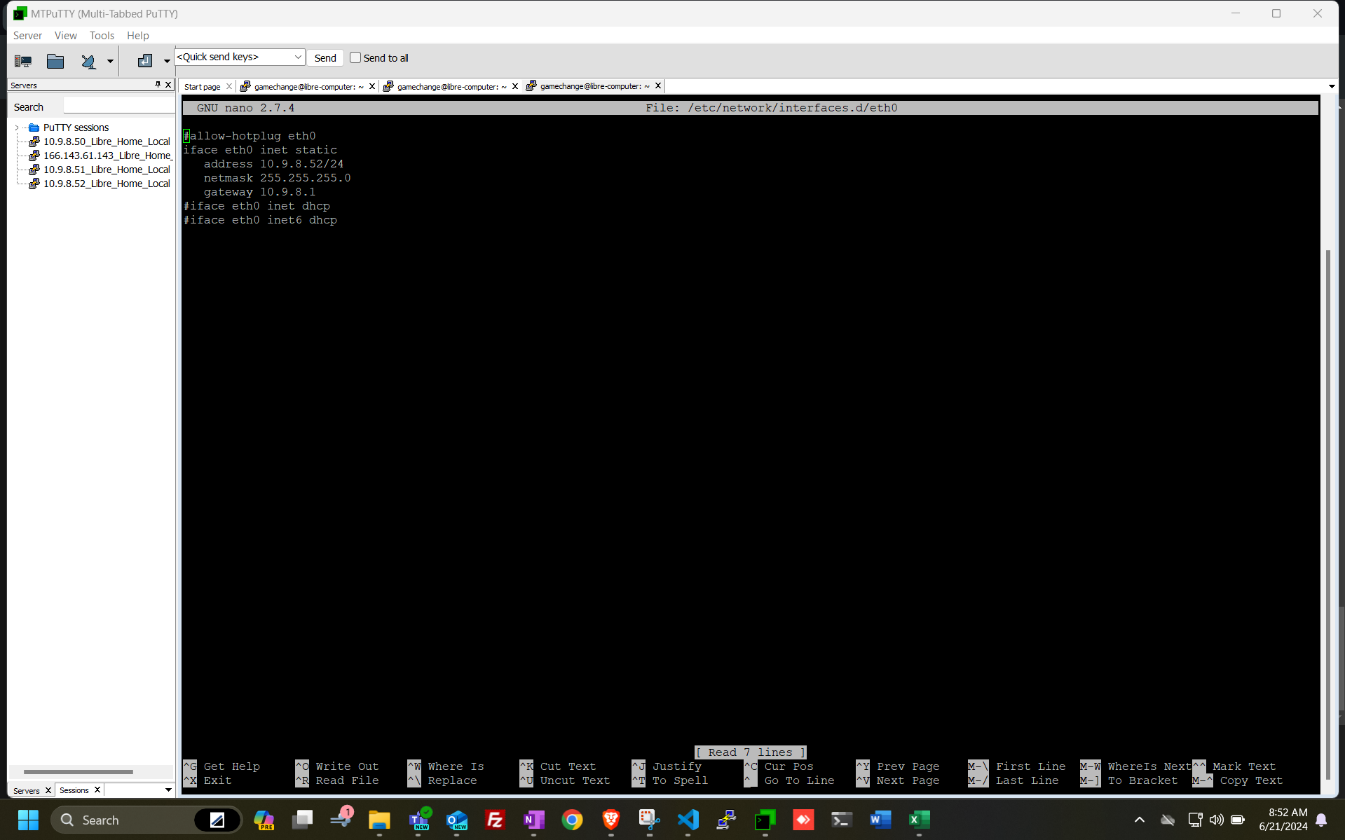 MTPuTTY (Multi-Tabbed PuTTY)
Server View Tools Help
<Quick send keys> Send Send to all
Servers
Start page gamechange@libre-computer: ~ gamechange@libre-computer: ~ gamechange@libre-computer: ~
Search
PuTTY sessions
10.9.8.50_Libre_Home_Local
166.143.61.143_Libre_Home_
10.9.8.51_Libre_Home_Local
10.9.8.52_Libre_Home_Local
GNU nano 2.7.4 File: /etc/network/interfaces.d/eth0
#allow-hotplug eth0
iface eth0 inet static
address 10.9.8.52/24
netmask 255.255.255.0
gateway 10.9.8.1
#iface eth0 inet dhcp
#iface eth0 inet6 dhcp
[ Read 7 lines ]
^G Get Help ^O Write Out ^W Where Is ^K Cut Text ^J Justify ^C Cur Pos ^Y Prev Page M-\ First Line M-W WhereIs Next ^^ Mark Text
^X Exit ^R Read File ^\ Replace ^U Uncut Text ^T To Spell ^_ Go To Line ^V Next Page M-/ Last Line M-] To Bracket M-^ Copy Text
Servers Sessions
Search
PRE
1
NEW
NEW
8:52 AM
6/21/2024